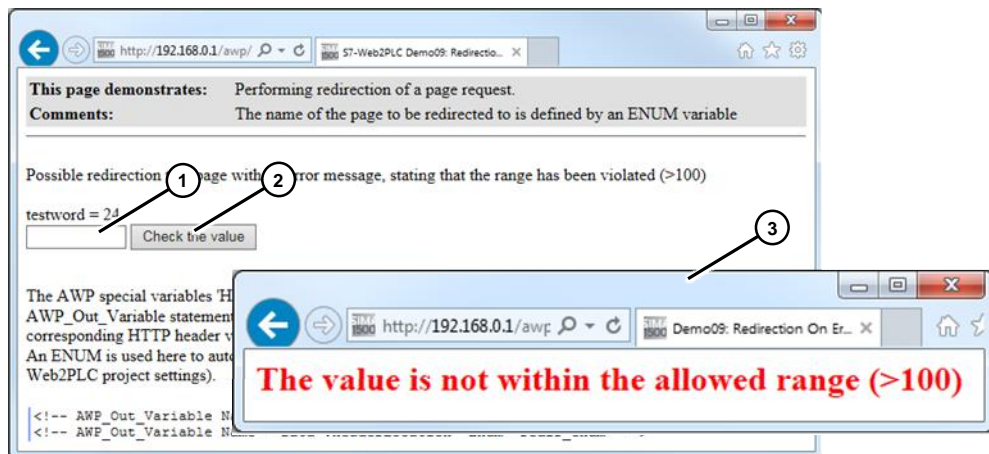 http://192.168.0.1/awp/
S7-Web2PLC Demo09: Redirectio...
This page demonstrates: Performing redirection of a page request.
Comments: The name of the page to be redirected to is defined by an ENUM variable
Possible redirection page with error message, stating that the range has been violated (>100)
1
2
testword = 24
Check the value
3
The AWP special variables 'H
AWP_Out_Variable statement
corresponding HTTP header v
An ENUM is used here to aut
Web2PLC project settings).
<!-- AWP_Out_Variable N
<!-- AWP_Out_Variable
http://192.168.0.1/awp
Demo09: Redirection On Er...
The value is not within the allowed range (>100)